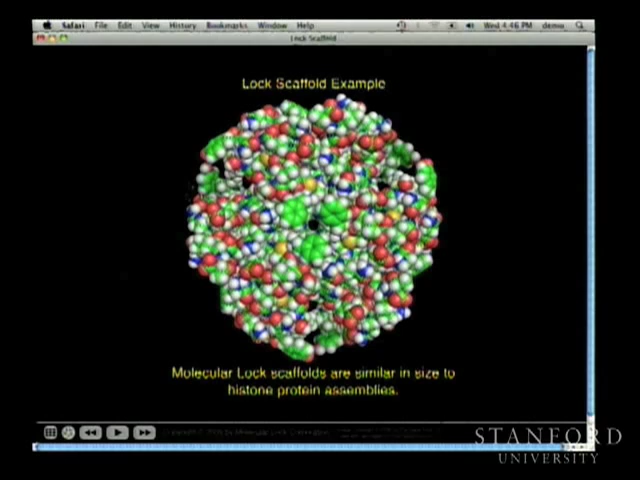 Safari File Edit View History Bookmarks Window Help Wed 4:46 PM demo
Lock Scaffold
Lock Scaffold Example
Molecular Lock scaffolds are similar in size to
histone protein assemblies.
STANFORD
UNIVERSITY